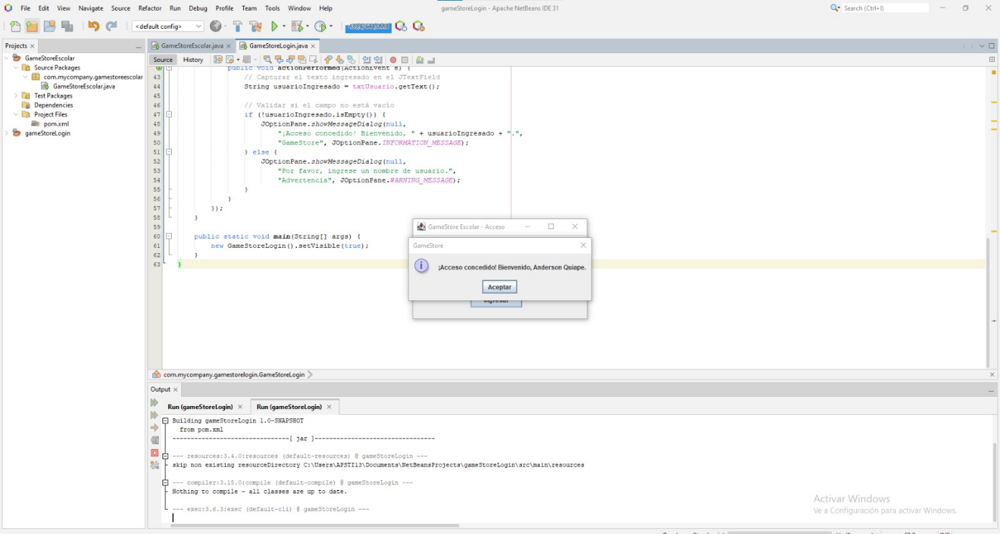 File Edit View Navigate Source Refactor Run Debug Profile Team Tools Window Help
gameStoreLogin - Apache NetBeans IDE 31
Search (Ctrl+I)
<default config>
Projects
GameStoreEscolar
Source Packages
com.mycompany.gamestoreescolar
GameStoreEscolar.java
Test Packages
Dependencies
Project Files
pom.xml
gameStoreLogin
GameStoreEscolar.java GameStoreLogin.java
Source History
public void actionPerformed(ActionEvent e) {
43 // Capturar el texto ingresado en el JTextField
44 String usuarioIngresado = txtUsuario.getText();
45
46 // Validar si el campo no está vacío
47 if (!usuarioIngresado.isEmpty()) {
48 JOptionPane.showMessageDialog(null,
49 "¡Acceso concedido! Bienvenido, " + usuarioIngresado + ".",
50 "GameStore", JOptionPane.INFORMATION_MESSAGE);
51 } else {
52 JOptionPane.showMessageDialog(null,
53 "Por favor, ingrese un nombre de usuario.",
54 "Advertencia", JOptionPane.WARNING_MESSAGE);
55 }
56 }
57 });
58 }
59
60 public static void main(String[] args) {
61 new GameStoreLogin().setVisible(true);
62 }
63 }
GameStore Escolar - Acceso
GameStore
¡Acceso concedido! Bienvenido, Anderson Quiape.
Aceptar
Ingresar
com.mycompany.gamestorelogin.GameStoreLogin
Output
Run (gameStoreLogin) Run (gameStoreLogin)
Building gameStoreLogin 1.0-SNAPSHOT
from pom.xml
--------------------------------[ jar ]---------------------------------
--- resources:3.4.0:resources (default-resources) @ gameStoreLogin ---
skip non existing resourceDirectory C:\Users\APSTI13\Documents\NetBeansProjects\gameStoreLogin\src\main\resources
--- compiler:3.15.0:compile (default-compile) @ gameStoreLogin ---
Nothing to compile - all classes are up to date.
--- exec:3.6.3:exec (default-cli) @ gameStoreLogin ---
Activar Windows
Ve a Configuración para activar Windows.